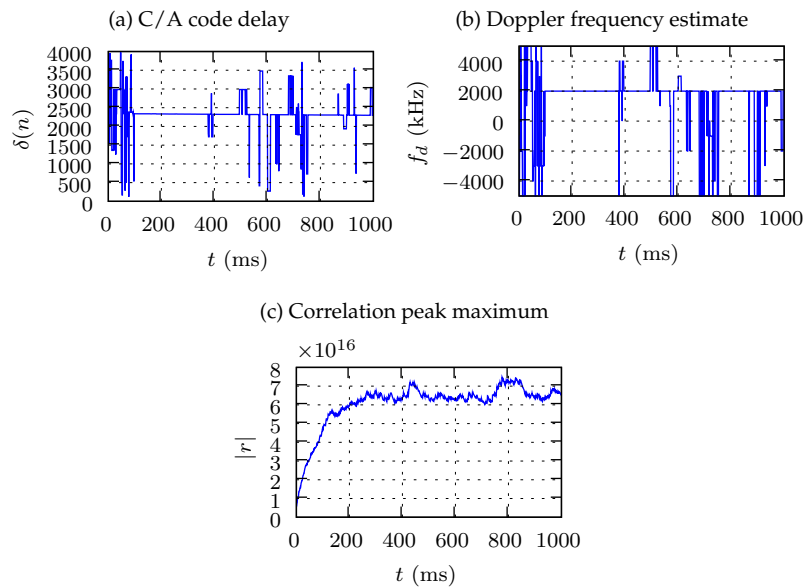 (a) C/A code delay
4000
3500
3000
2500
2000
1500
1000
500
0
δ(n)
0 200 400 600 800 1000
t (ms)
(b) Doppler frequency estimate
4000
2000
0
−2000
−4000
f_d (kHz)
0 200 400 600 800 1000
t (ms)
(c) Correlation peak maximum
×10^16
8
7
6
5
4
3
2
1
0
|r|
0 200 400 600 800 1000
t (ms)